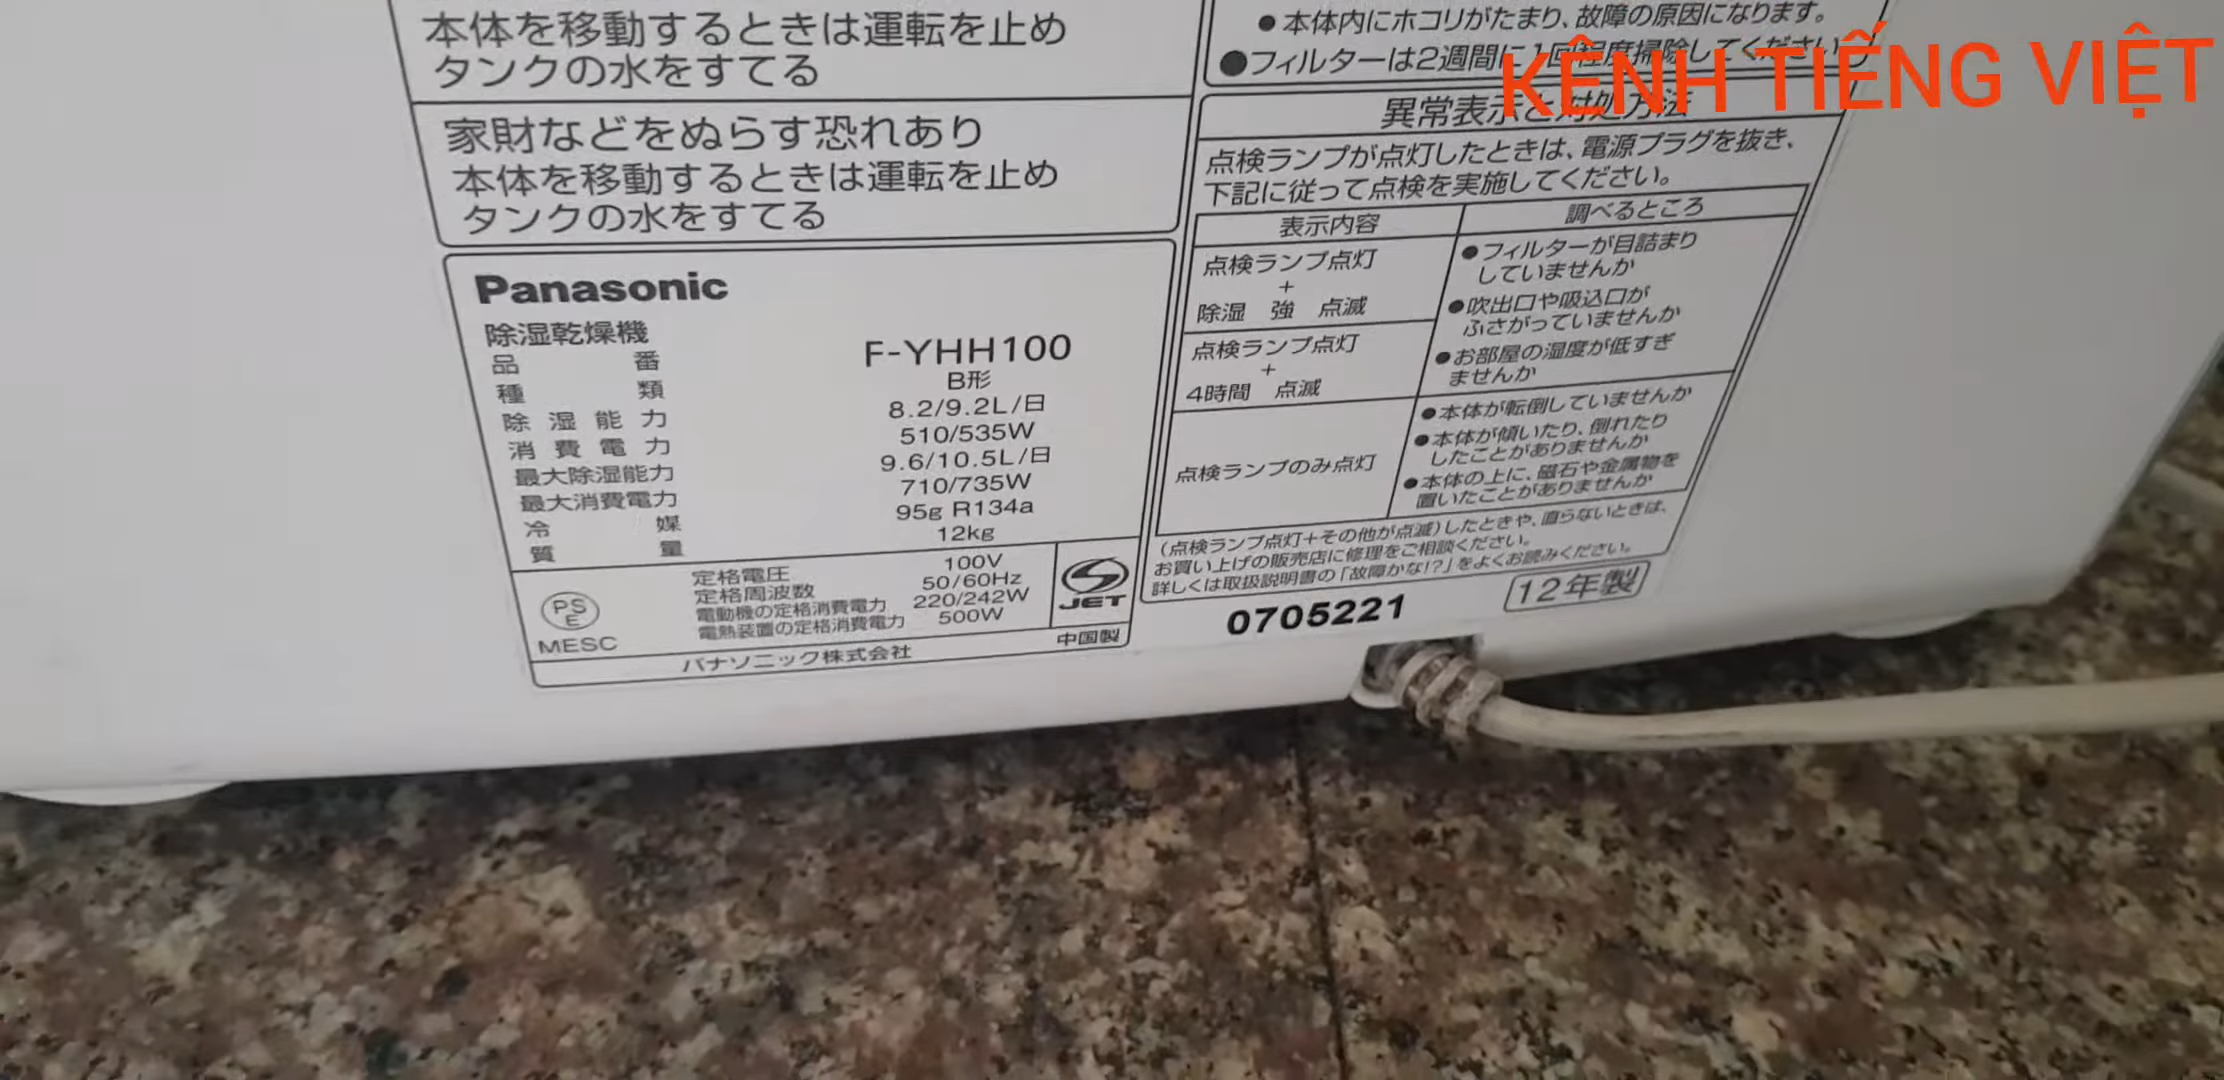 本体を移動するときは運転を止め
タンクの水をすてる
家財などをぬらす恐れあり
本体を移動するときは運転を止め
タンクの水をすてる
Panasonic
除湿乾燥機
品番 F-YHH100
種類 B形
除湿能力 8.2/9.2L/日
消費電力 510/535W
最大除湿能力 9.6/10.5L/日
最大消費電力 710/735W
冷媒 95g R134a
質量 12kg
定格電圧 100V
定格周波数 50/60Hz
電動機の定格消費電力 220/242W
電熱装置の定格消費電力 500W
PS
E
MESC
JET
パナソニック株式会社 中国製
●本体内にホコリがたまり、故障の原因になります。
●フィルターは2週間に1回程度掃除してください
KÊNH TIẾNG VIỆT
異常表示と対処方法
点検ランプが点灯したときは、電源プラグを抜き、
下記に従って点検を実施してください。
表示内容 調べるところ
点検ランプ点灯
+
除湿 強 点滅
点検ランプ点灯
+
4時間 点滅
●フィルターが目詰まり
していませんか
●吹出口や吸込口が
ふさがっていませんか
●お部屋の湿度が低すぎ
ませんか
点検ランプのみ点灯
●本体が転倒していませんか
●本体が傾いたり、倒れたり
したことがありませんか
●本体の上に、磁石や金属物を
置いたことがありませんか
(点検ランプ点灯+その他が点滅)したときや、直らないときは、
お買い上げの販売店に修理をご相談ください。
詳しくは取扱説明書の「故障かな!?」をよくお読みください。
0705221
12年製